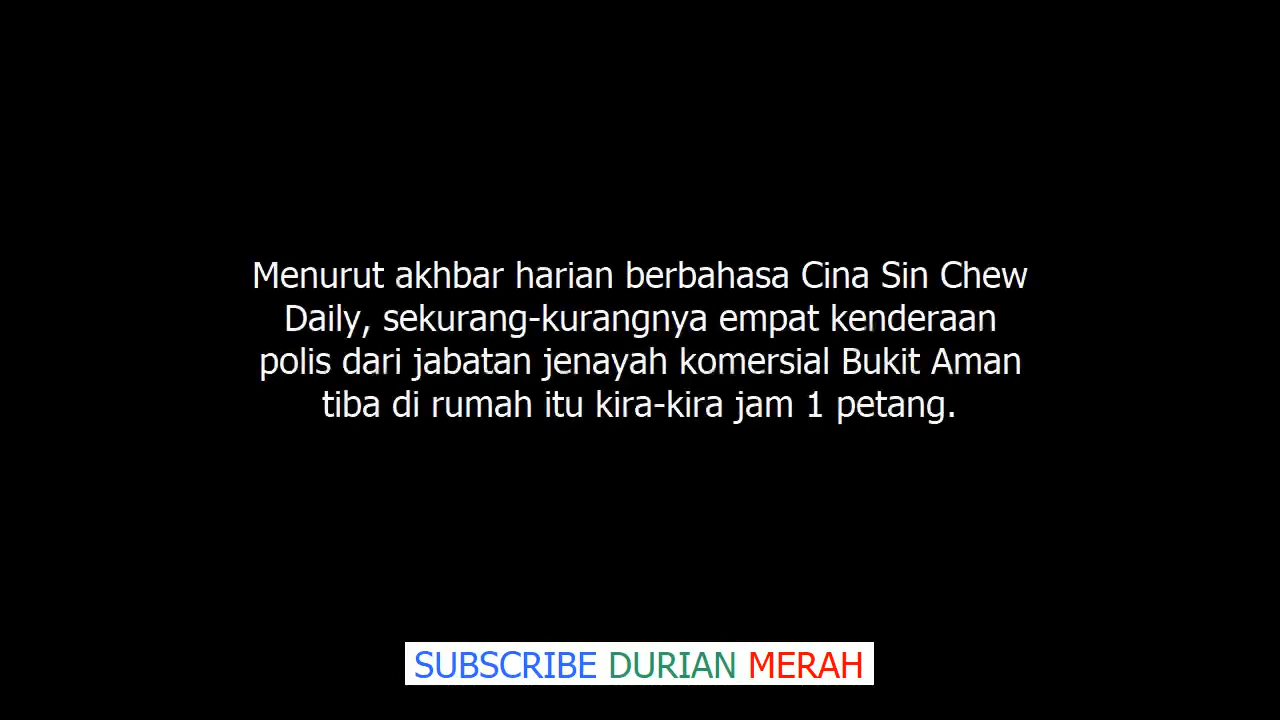 Menurut akhbar harian berbahasa Cina Sin Chew
Daily, sekurang-kurangnya empat kenderaan
polis dari jabatan jenayah komersial Bukit Aman
tiba di rumah itu kira-kira jam 1 petang.
SUBSCRIBE DURIAN MERAH